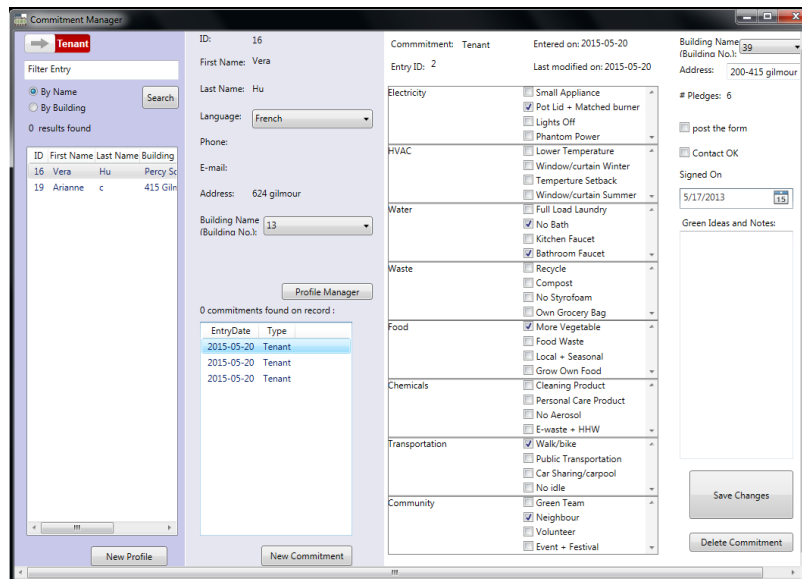 Commitment Manager
Tenant
Filter Entry
By Name
By Building
Search
0 results found
ID First Name Last Name Building
16 Vera Hu Percy Sc
19 Arianne c 415 Giln
New Profile
ID: 16
First Name: Vera
Last Name: Hu
Language: French
Phone:
E-mail:
Address: 624 gilmour
Building Name
(Building No.): 13
Profile Manager
0 commitments found on record :
EntryDate Type
2015-05-20 Tenant
2015-05-20 Tenant
2015-05-20 Tenant
New Commitment
Commmitment: Tenant Entered on: 2015-05-20
Entry ID: 2 Last modified on: 2015-05-20
Electricity
Small Appliance
Pot Lid + Matched burner
Lights Off
Phantom Power
HVAC
Lower Temperature
Window/curtain Winter
Temperture Setback
Window/curtain Summer
Water
Full Load Laundry
No Bath
Kitchen Faucet
Bathroom Faucet
Waste
Recycle
Compost
No Styrofoam
Own Grocery Bag
Food
More Vegetable
Food Waste
Local + Seasonal
Grow Own Food
Chemicals
Cleaning Product
Personal Care Product
No Aerosol
E-waste + HHW
Transportation
Walk/bike
Public Transportation
Car Sharing/carpool
No idle
Community
Green Team
Neighbour
Volunteer
Event + Festival
Building Name
(Building No.): 39
Address: 200-415 gilmour
# Pledges: 6
post the form
Contact OK
Signed On
5/17/2013 15
Green Ideas and Notes:
Save Changes
Delete Commitment